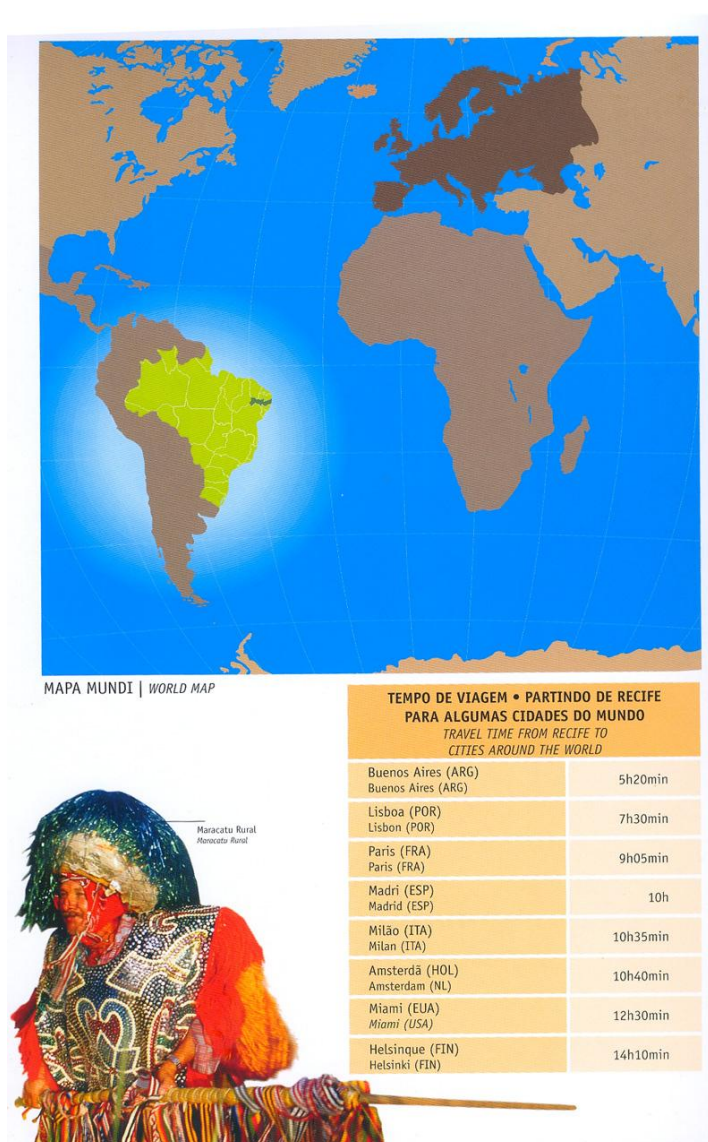 MAPA MUNDI | WORLD MAP
TEMPO DE VIAGEM • PARTINDO DE RECIFE
PARA ALGUMAS CIDADES DO MUNDO
TRAVEL TIME FROM RECIFE TO
CITIES AROUND THE WORLD
Buenos Aires (ARG)
Buenos Aires (ARG)
5h20min
Lisboa (POR)
Lisbon (POR)
7h30min
Paris (FRA)
Paris (FRA)
9h05min
Madri (ESP)
Madrid (ESP)
10h
Milão (ITA)
Milan (ITA)
10h35min
Amsterdã (HOL)
Amsterdam (NL)
10h40min
Miami (EUA)
Miami (USA)
12h30min
Helsinque (FIN)
Helsinki (FIN)
14h10min
Maracatu Rural
Maracatu Rural